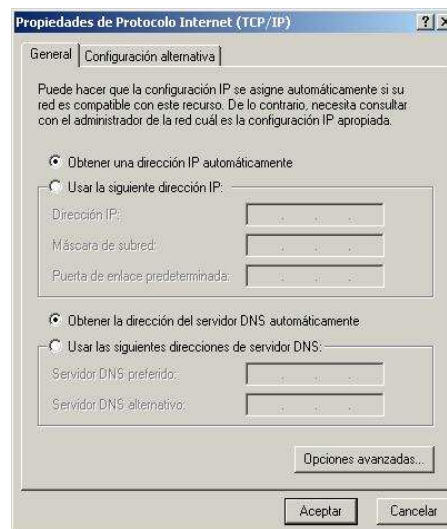 Propiedades de Protocolo Internet (TCP/IP)
General
Configuración alternativa
Puede hacer que la configuración IP se asigne automáticamente si su
red es compatible con este recurso. De lo contrario, necesita consultar
con el administrador de la red cuál es la configuración IP apropiada.
Obtener una dirección IP automáticamente
Usar la siguiente dirección IP:
Dirección IP:
Máscara de subred:
Puerta de enlace predeterminada:
Obtener la dirección del servidor DNS automáticamente
Usar las siguientes direcciones de servidor DNS:
Servidor DNS preferido:
Servidor DNS alternativo:
Opciones avanzadas...
Aceptar
Cancelar